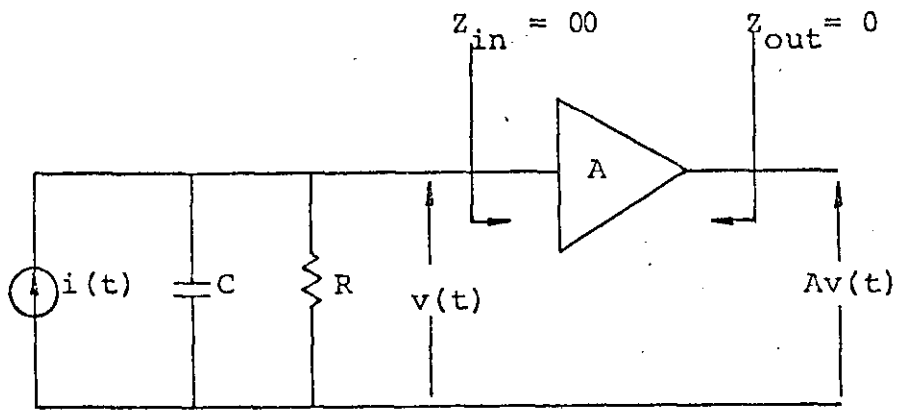 Z_in = 00
Z_out = 0
A
i(t)
C
R
v(t)
Av(t)